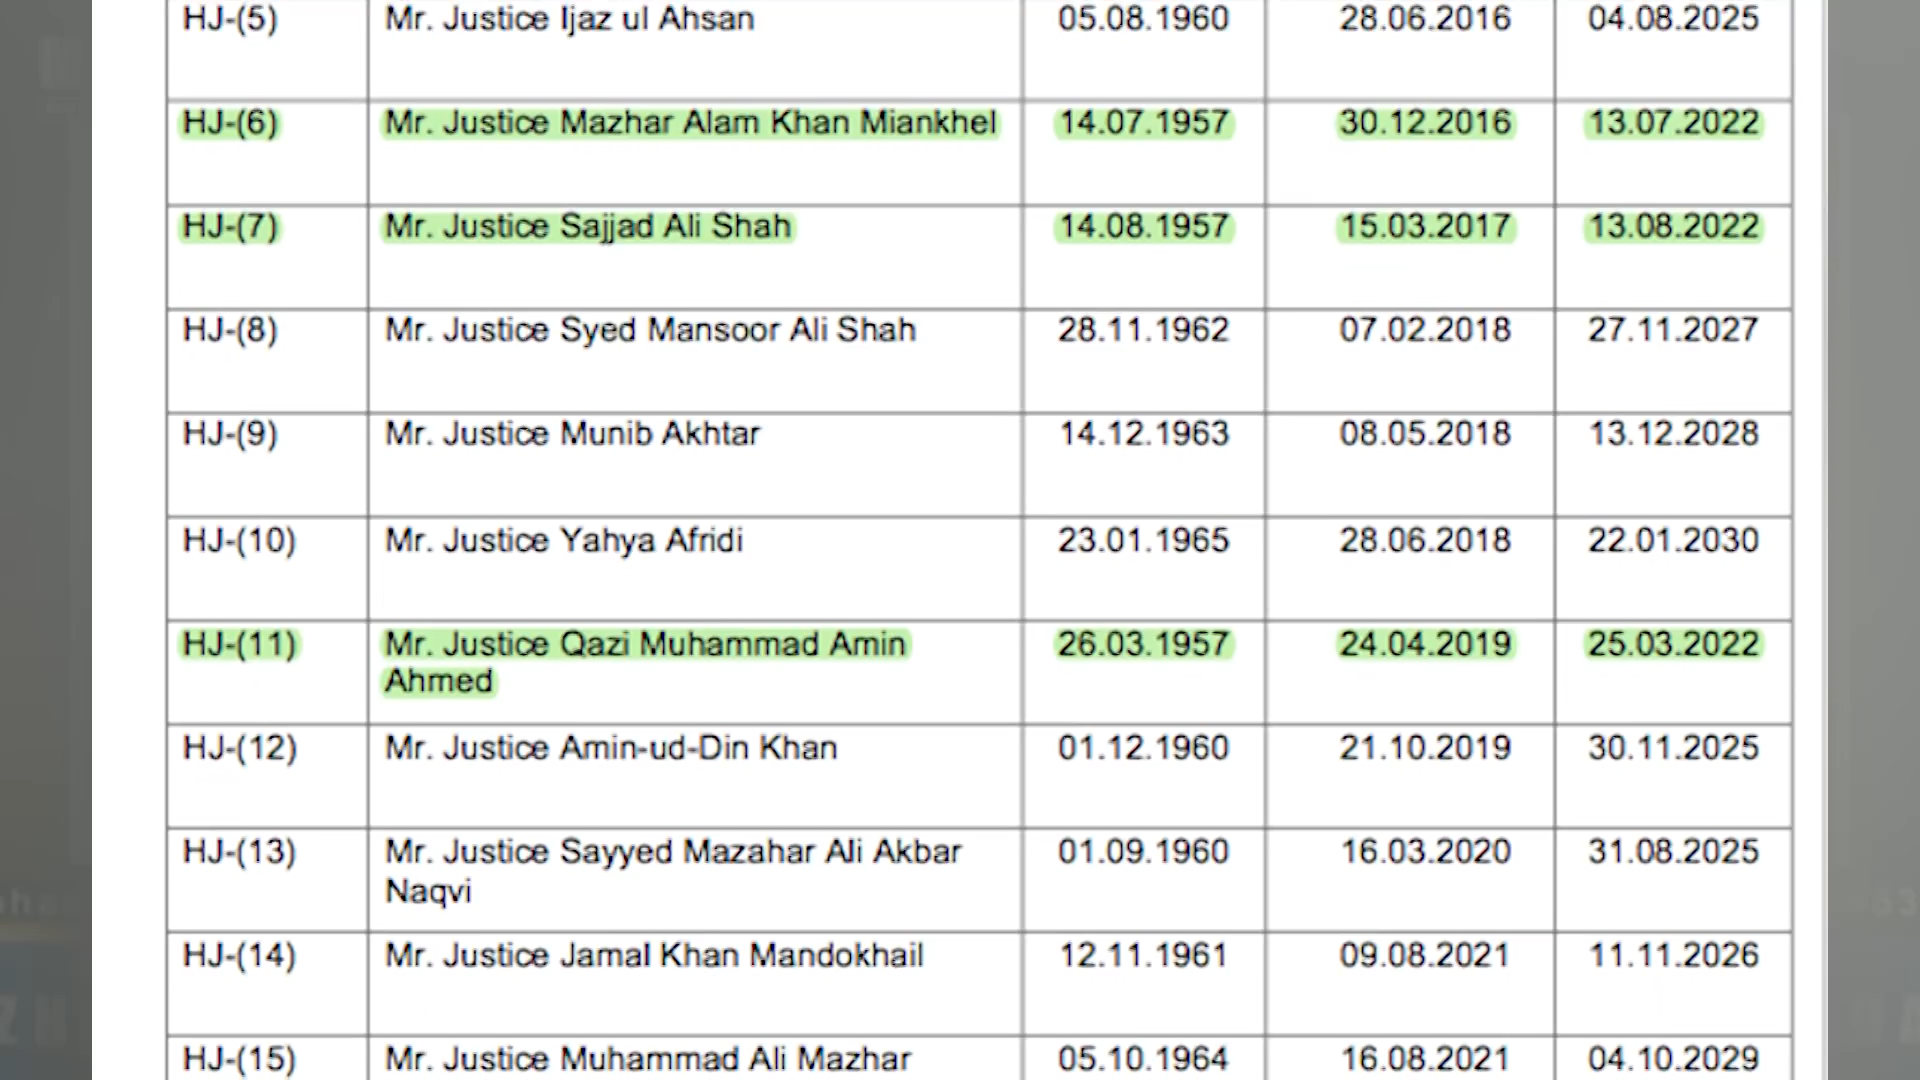 HJ-(5) Mr. Justice Ijaz ul Ahsan 05.08.1960 28.06.2016 04.08.2025
HJ-(6) Mr. Justice Mazhar Alam Khan Miankhel 14.07.1957 30.12.2016 13.07.2022
HJ-(7) Mr. Justice Sajjad Ali Shah 14.08.1957 15.03.2017 13.08.2022
HJ-(8) Mr. Justice Syed Mansoor Ali Shah 28.11.1962 07.02.2018 27.11.2027
HJ-(9) Mr. Justice Munib Akhtar 14.12.1963 08.05.2018 13.12.2028
HJ-(10) Mr. Justice Yahya Afridi 23.01.1965 28.06.2018 22.01.2030
HJ-(11) Mr. Justice Qazi Muhammad Amin 26.03.1957 24.04.2019 25.03.2022
Ahmed
HJ-(12) Mr. Justice Amin-ud-Din Khan 01.12.1960 21.10.2019 30.11.2025
HJ-(13) Mr. Justice Sayyed Mazahar Ali Akbar 01.09.1960 16.03.2020 31.08.2025
Naqvi
HJ-(14) Mr. Justice Jamal Khan Mandokhail 12.11.1961 09.08.2021 11.11.2026
HJ-(15) Mr. Justice Muhammad Ali Mazhar 05.10.1964 16.08.2021 04.10.2029